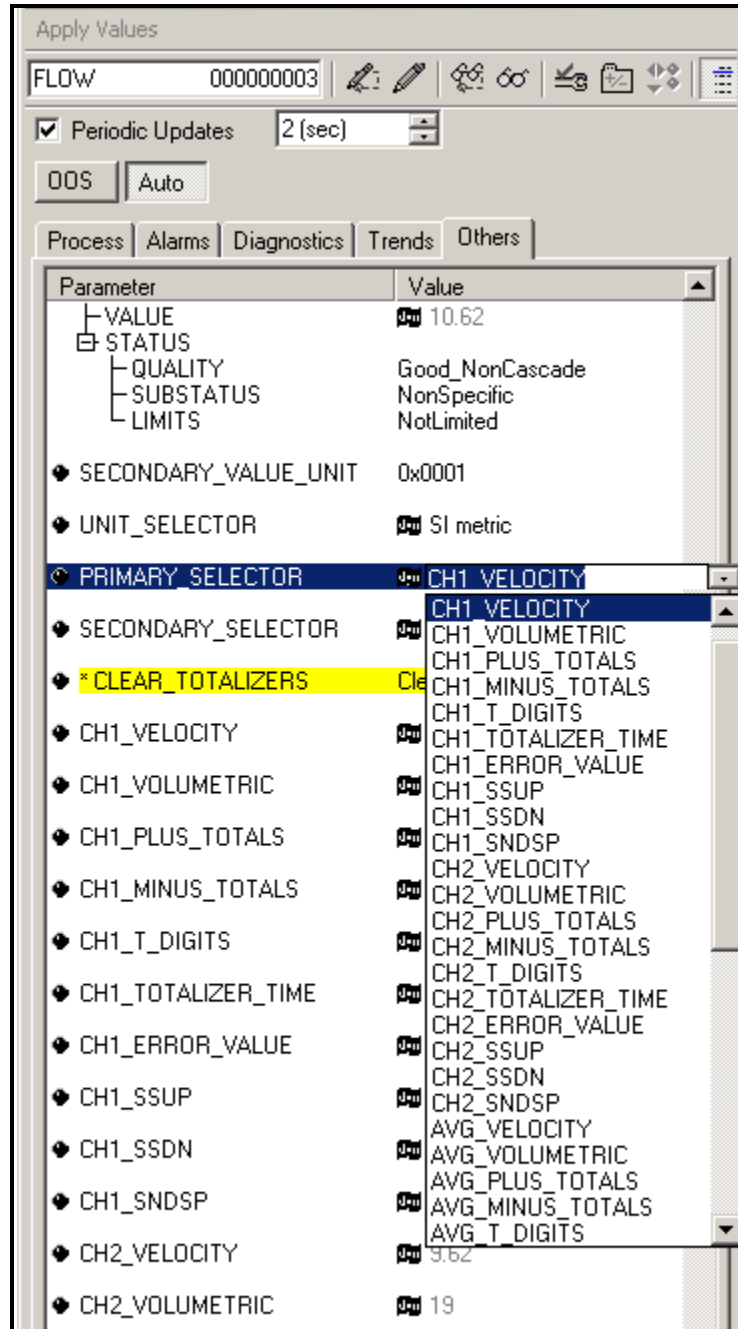 Apply Values
FLOW 000000003
Periodic Updates 2 (sec)
OOS Auto
Process Alarms Diagnostics Trends Others
Parameter Value
VALUE 10.62
STATUS
QUALITY Good_NonCascade
SUBSTATUS NonSpecific
LIMITS NotLimited
SECONDARY_VALUE_UNIT 0x0001
UNIT_SELECTOR SI metric
PRIMARY_SELECTOR CH1_VELOCITY
SECONDARY_SELECTOR
* CLEAR_TOTALIZERS Cle
CH1_VELOCITY
CH1_VOLUMETRIC
CH1_PLUS_TOTALS
CH1_MINUS_TOTALS
CH1_T_DIGITS
CH1_TOTALIZER_TIME
CH1_ERROR_VALUE
CH1_SSUP
CH1_SSDN
CH1_SNDSP
CH2_VELOCITY 9.62
CH2_VOLUMETRIC 19
CH1_VELOCITY
CH1_VOLUMETRIC
CH1_PLUS_TOTALS
CH1_MINUS_TOTALS
CH1_T_DIGITS
CH1_TOTALIZER_TIME
CH1_ERROR_VALUE
CH1_SSUP
CH1_SSDN
CH1_SNDSP
CH2_VELOCITY
CH2_VOLUMETRIC
CH2_PLUS_TOTALS
CH2_MINUS_TOTALS
CH2_T_DIGITS
CH2_TOTALIZER_TIME
CH2_ERROR_VALUE
CH2_SSUP
CH2_SSDN
CH2_SNDSP
AVG_VELOCITY
AVG_VOLUMETRIC
AVG_PLUS_TOTALS
AVG_MINUS_TOTALS
AVG_T_DIGITS